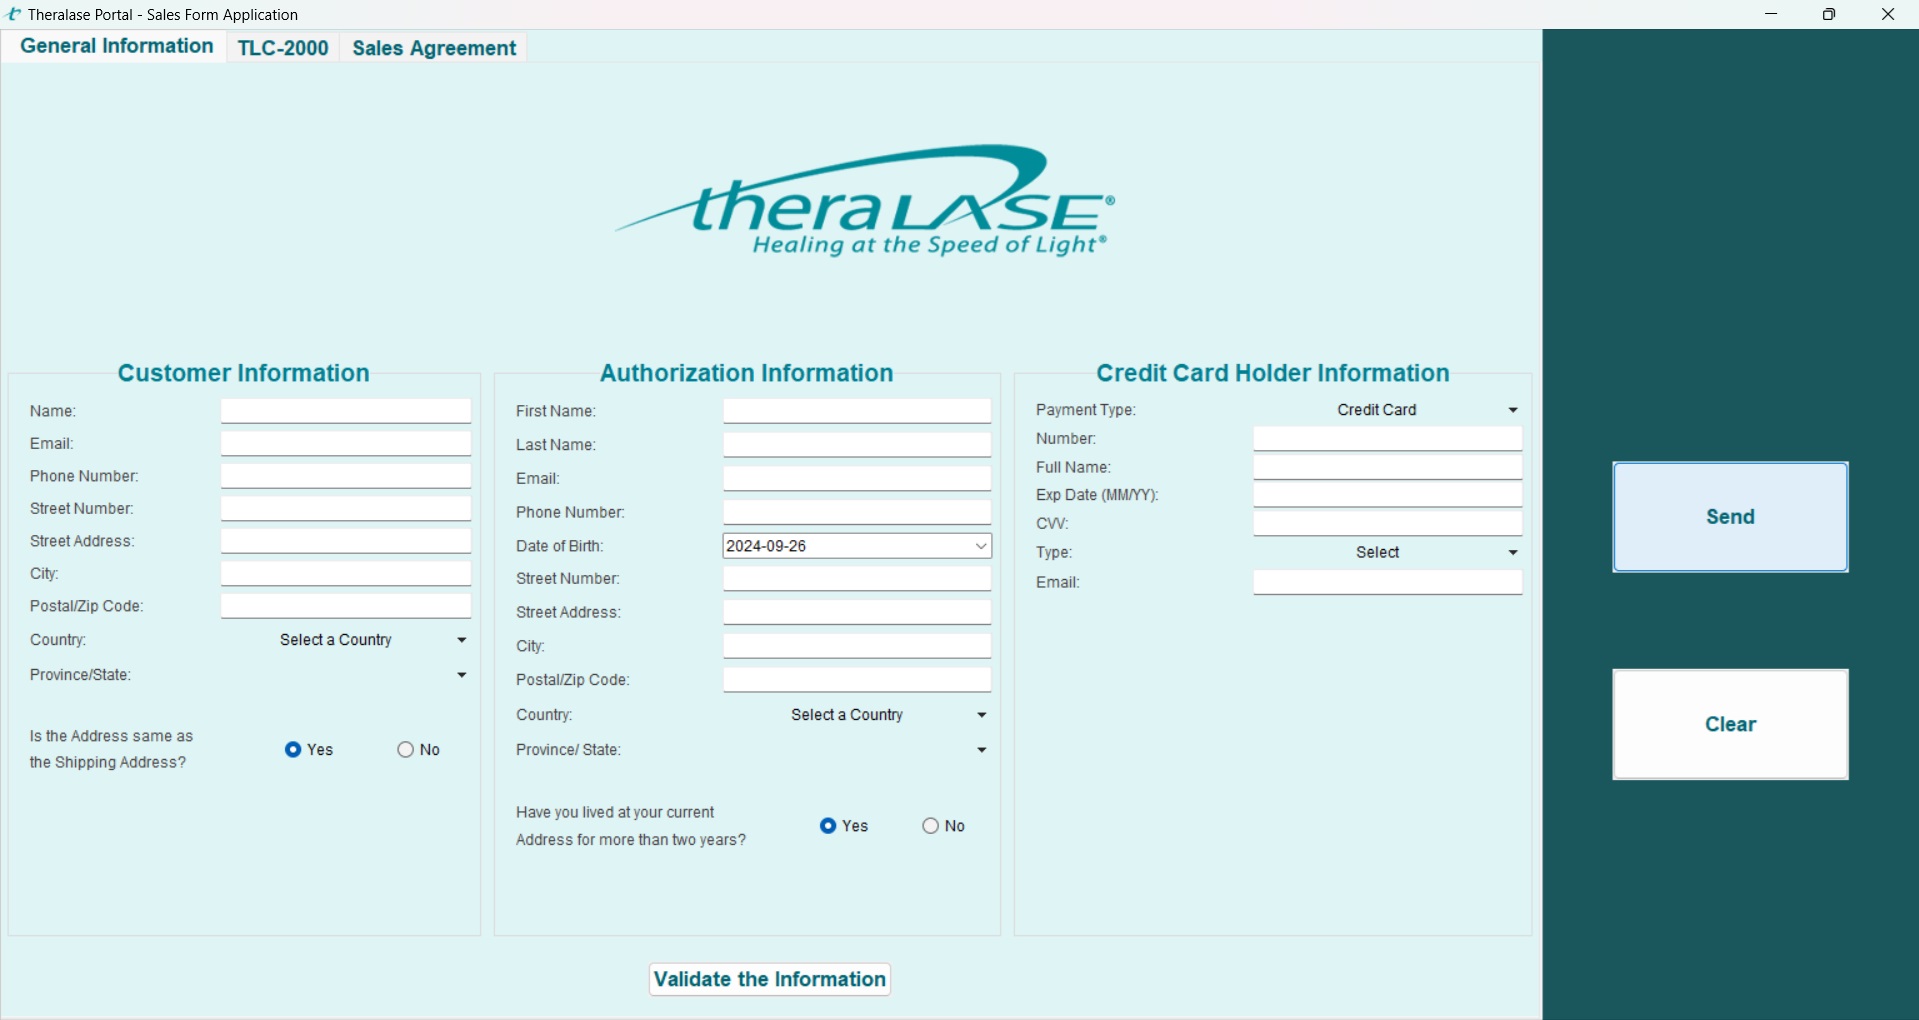 Theralase Portal - Sales Form Application
General Information
TLC-2000
Sales Agreement
theraLASE®
Healing at the Speed of Light®
Customer Information
Name:
Email:
Phone Number:
Street Number:
Street Address:
City:
Postal/Zip Code:
Country: Select a Country
Province/State:
Is the Address same as
the Shipping Address?
Yes No
Authorization Information
First Name:
Last Name:
Email:
Phone Number:
Date of Birth: 2024-09-26
Street Number:
Street Address:
City:
Postal/Zip Code:
Country: Select a Country
Province/ State:
Have you lived at your current
Address for more than two years?
Yes No
Credit Card Holder Information
Payment Type: Credit Card
Number:
Full Name:
Exp Date (MM/YY):
CVV:
Type: Select
Email:
Validate the Information
Send
Clear